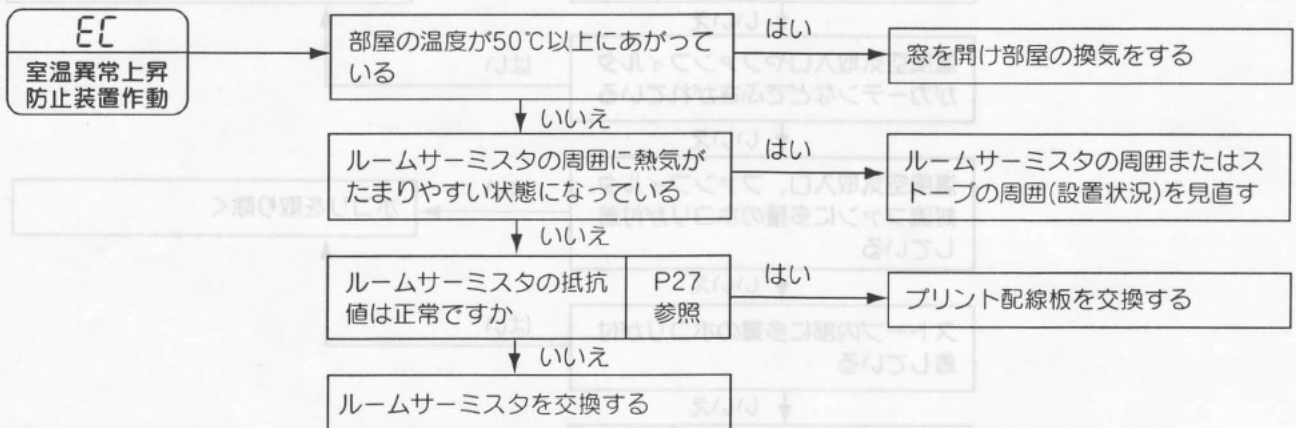 EC
室温異常上昇
防止装置作動
部屋の温度が50℃以上にあがって
いる
はい
窓を開け部屋の換気をする
いいえ
ルームサーミスタの周囲に熱気が
たまりやすい状態になっている
はい
ルームサーミスタの周囲またはス
トーブの周囲(設置状況)を見直す
いいえ
ルームサーミスタの抵抗
値は正常ですか
P27
参照
はい
プリント配線板を交換する
いいえ
ルームサーミスタを交換する